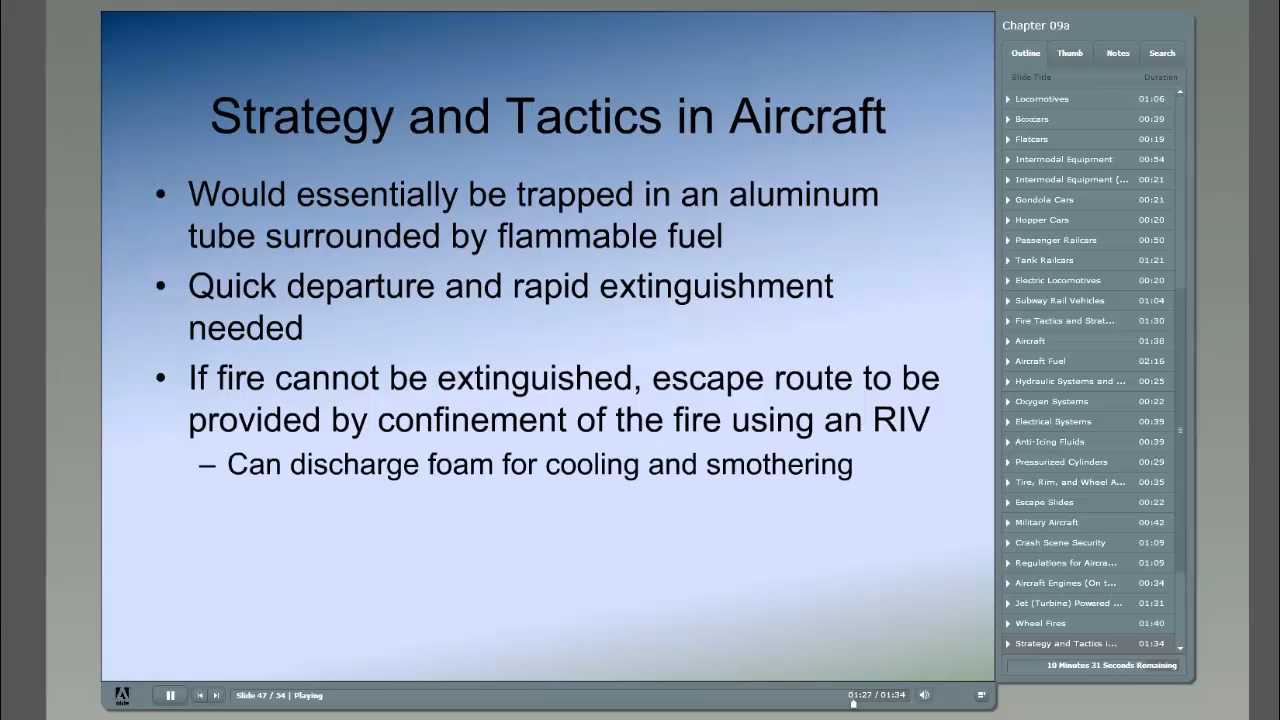 Strategy and Tactics in Aircraft
• Would essentially be trapped in an aluminum
tube surrounded by flammable fuel
• Quick departure and rapid extinguishment
needed
• If fire cannot be extinguished, escape route to be
provided by confinement of the fire using an RIV
– Can discharge foam for cooling and smothering
Chapter 09a
Outline Thumb Notes Search
Slide Title Duration
Locomotives 01:06
Boxcars 00:39
Flatcars 00:19
Intermodal Equipment 00:54
Intermodal Equipment (... 00:21
Gondola Cars 00:21
Hopper Cars 00:20
Passenger Railcars 00:50
Tank Railcars 01:21
Electric Locomotives 00:20
Subway Rail Vehicles 01:04
Fire Tactics and Strat... 01:30
Aircraft 01:38
Aircraft Fuel 02:16
Hydraulic Systems and ... 00:25
Oxygen Systems 00:22
Electrical Systems 00:39
Anti-Icing Fluids 00:39
Pressurized Cylinders 00:29
Tire, Rim, and Wheel A... 00:35
Escape Slides 00:22
Military Aircraft 00:42
Crash Scene Security 01:09
Regulations for Aircra... 01:09
Aircraft Engines (On t... 00:34
Jet (Turbine) Powered ... 01:31
Wheel Fires 01:40
Strategy and Tactics i... 01:34
10 Minutes 31 Seconds Remaining
Adobe
Slide 47 / 54 | Playing
01:27 / 01:34